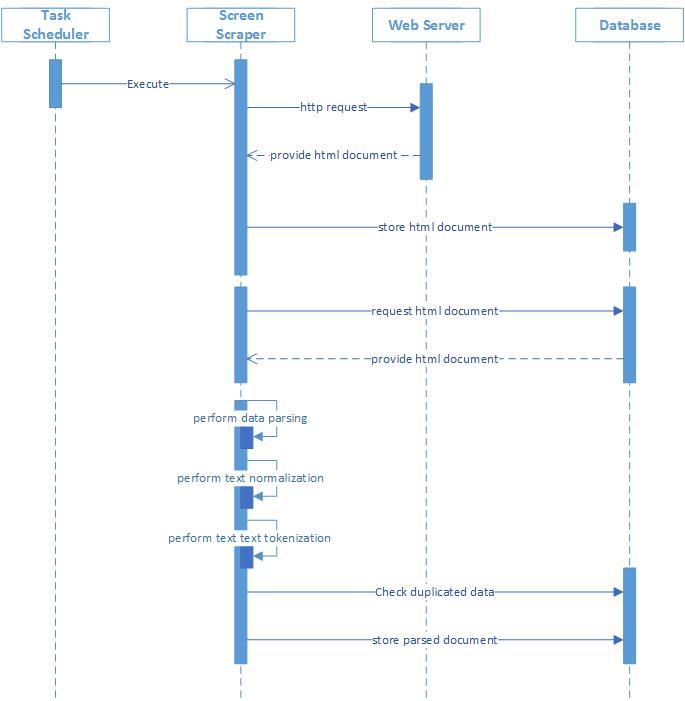 Task
Scheduler
Screen
Scraper
Web Server
Database
Execute
http request
provide html document
store html document
request html document
provide html document
perform data parsing
perform text normalization
perform text text tokenization
Check duplicated data
store parsed document